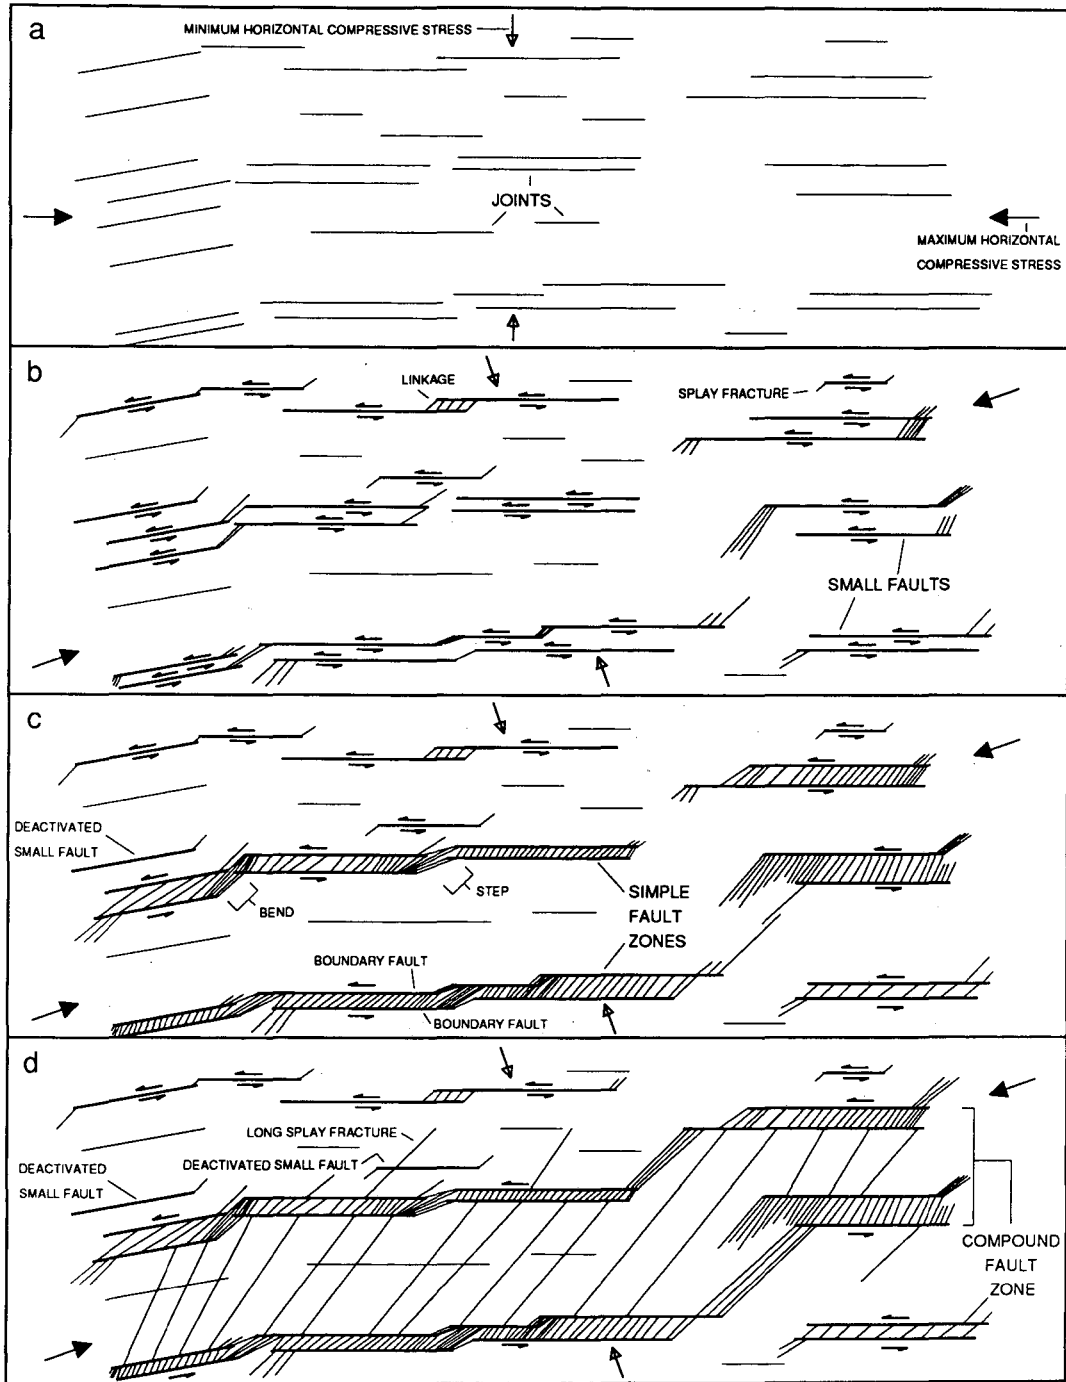 a
MINIMUM HORIZONTAL COMPRESSIVE STRESS
JOINTS
MAXIMUM HORIZONTAL
COMPRESSIVE STRESS
b
LINKAGE
SPLAY FRACTURE
SMALL FAULTS
c
DEACTIVATED
SMALL FAULT
BEND
STEP
SIMPLE
FAULT
ZONES
BOUNDARY FAULT
BOUNDARY FAULT
d
LONG SPLAY FRACTURE
DEACTIVATED SMALL FAULT
DEACTIVATED
SMALL FAULT
COMPOUND
FAULT
ZONE